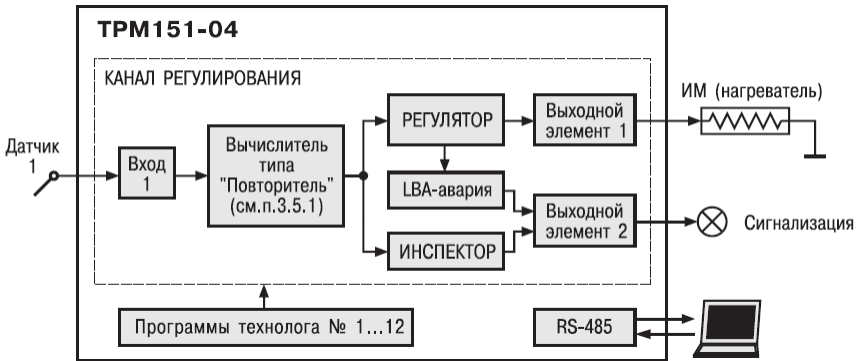 ТРМ151-04
КАНАЛ РЕГУЛИРОВАНИЯ
Датчик
1
Вход
1
Вычислитель
типа
"Повторитель"
(см.п.3.5.1)
РЕГУЛЯТОР
LBA-авария
ИНСПЕКТОР
Выходной
элемент 1
Выходной
элемент 2
ИМ (нагреватель)
Сигнализация
Программы технолога № 1...12
RS-485